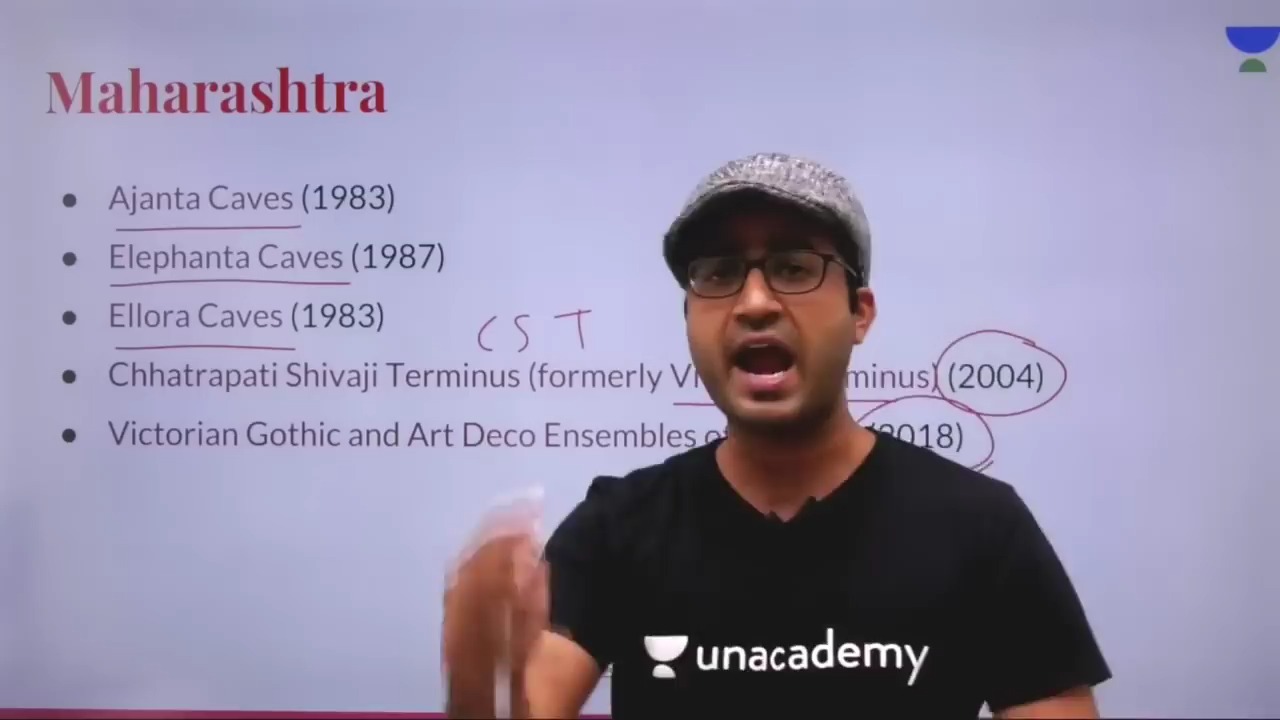 Maharashtra
● Ajanta Caves (1983)
● Elephanta Caves (1987)
● Ellora Caves (1983)
CST
● Chhatrapati Shivaji Terminus (formerly (2004)
● Victorian Gothic and Art Deco Ensembles (2018)
unacademy